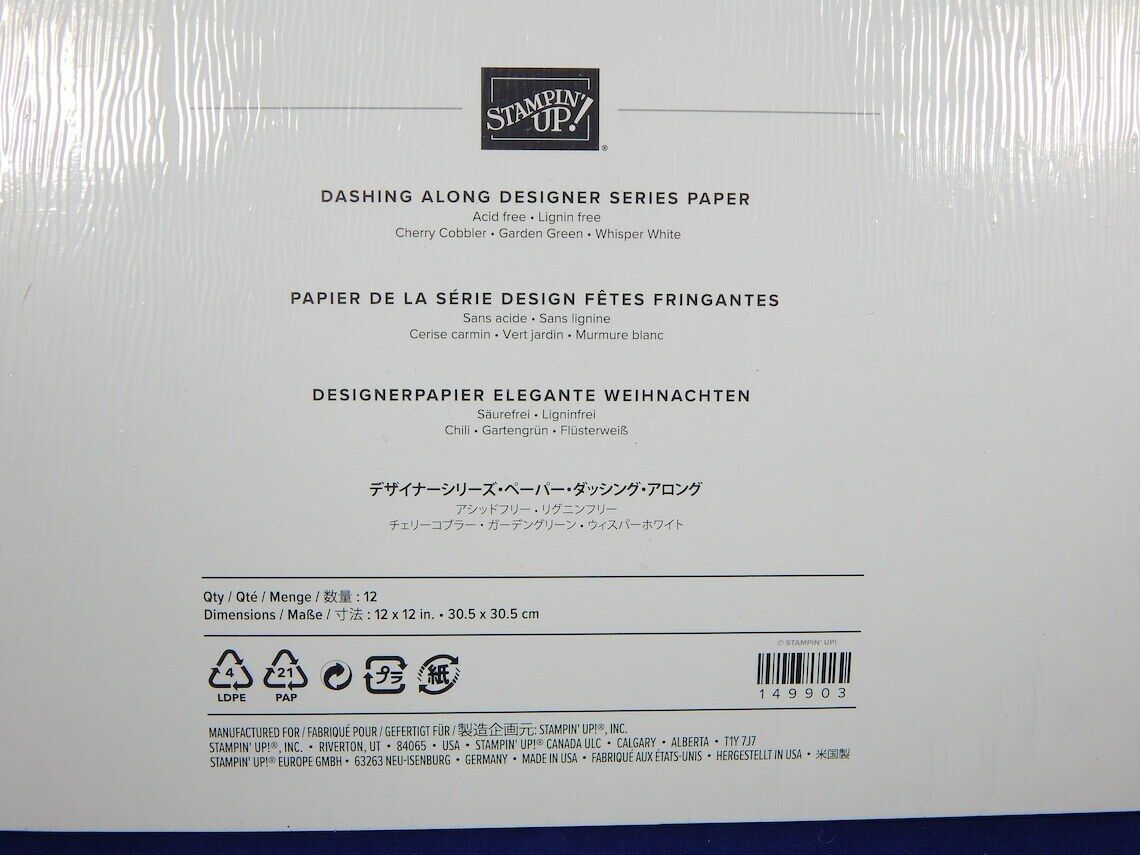 STAMPIN' UP!®
DASHING ALONG DESIGNER SERIES PAPER
Acid free • Lignin free
Cherry Cobbler • Garden Green • Whisper White
PAPIER DE LA SÉRIE DESIGN FÊTES FRINGANTES
Sans acide • Sans lignine
Cerise carmin • Vert jardin • Murmure blanc
DESIGNERPAPIER ELEGANTE WEIHNACHTEN
Säurefrei • Ligninfrei
Chili • Gartengrün • Flüsterweiß
デザイナーシリーズ・ペーパー・ダッシング・アロング
アシッドフリー・リグニンフリー
チェリーコブラー・ガーデングリーン・ウィスパーホワイト
Qty / Qté / Menge / 数量 : 12
Dimensions / Maße / 寸法 : 12 x 12 in. • 30.5 x 30.5 cm
© STAMPIN' UP!
4 21 プラ 紙
LDPE PAP
149903
MANUFACTURED FOR / FABRIQUÉ POUR / GEFERTIGT FÜR / 製造企画元: STAMPIN' UP!®, INC.
STAMPIN' UP!®, INC. • RIVERTON, UT • 84065 • USA • STAMPIN' UP!® CANADA ULC • CALGARY • ALBERTA • T1Y 7J7
STAMPIN' UP!® EUROPE GMBH • 63263 NEU-ISENBURG • GERMANY • MADE IN USA • FABRIQUÉ AUX ÉTATS-UNIS • HERGESTELLT IN USA • 米国製